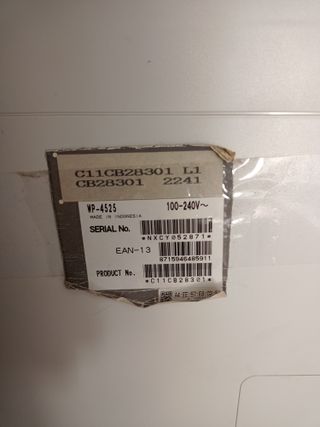 C11CB28301 L1
CB28301 2241
WP-4525 100-240V~
MADE IN INDONESIA
SERIAL No.
*NXCY052871*
EAN-13
8715946485911
PRODUCT No.
*C11CB28301*